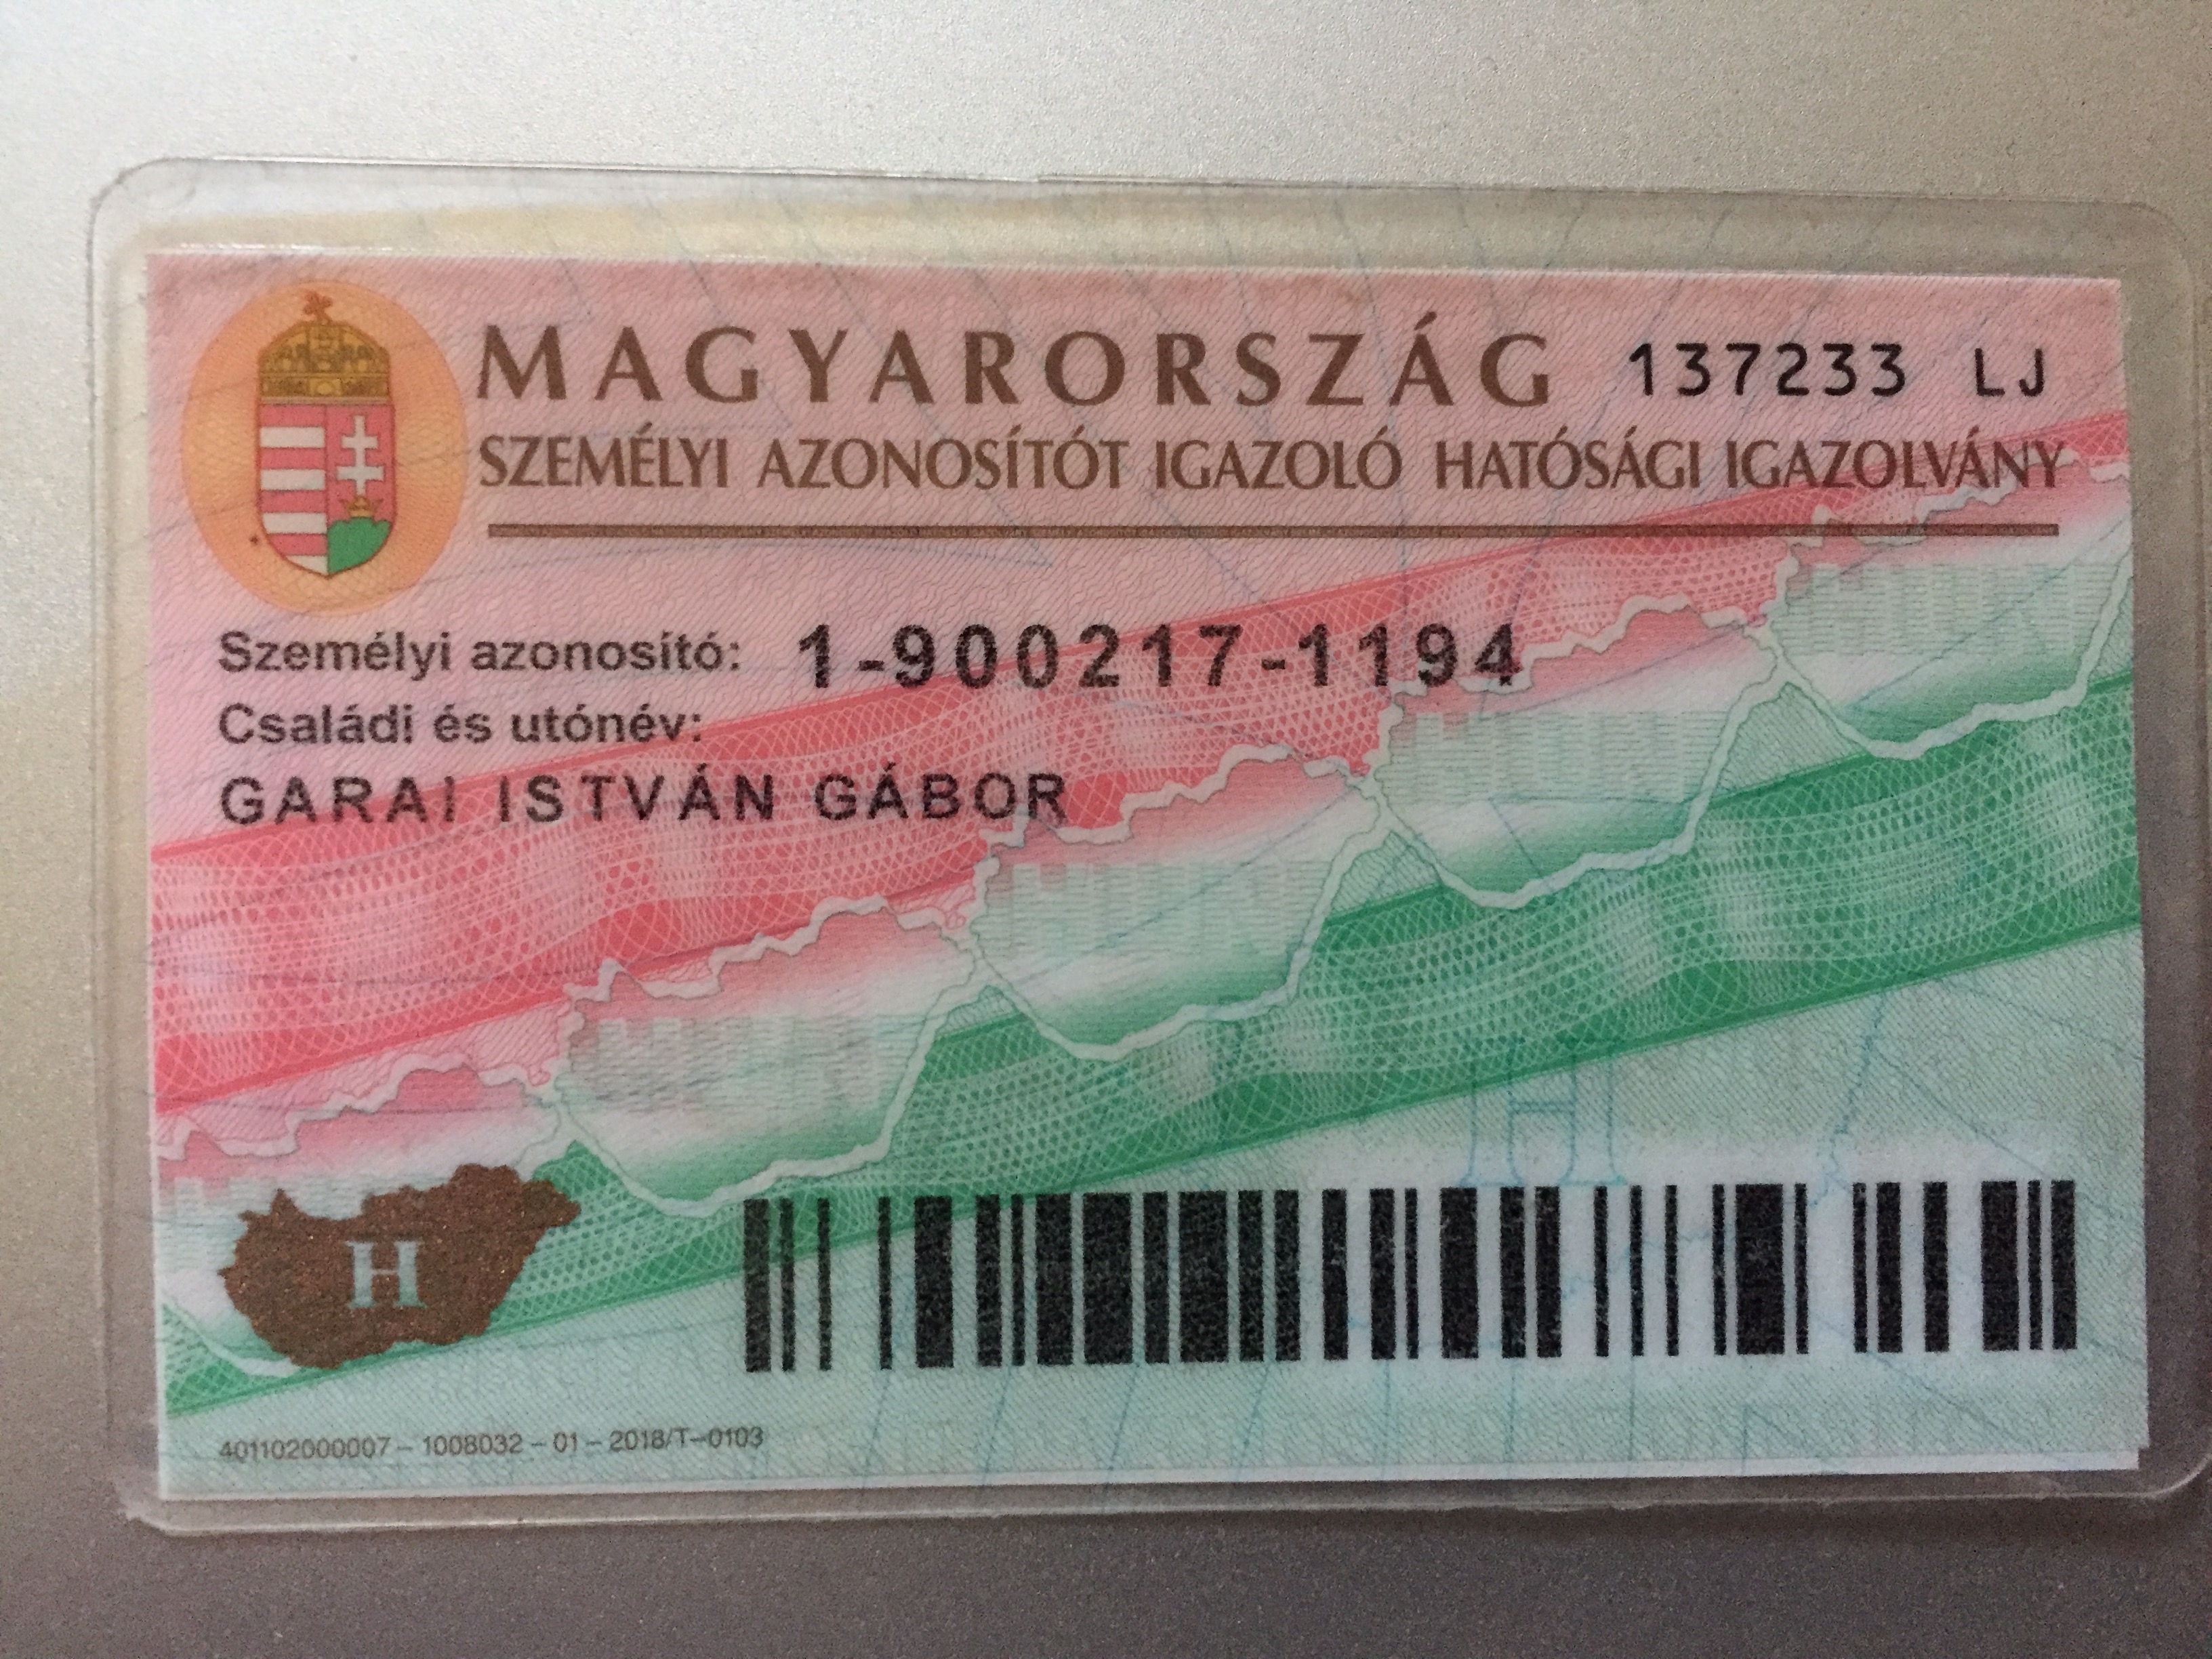 MAGYARORSZÁG 137233 LJ
SZEMÉLYI AZONOSÍTÓT IGAZOLÓ HATÓSÁGI IGAZOLVÁNY
Személyi azonosító: 1-900217-1194
Családi és utónév:
GARAI ISTVÁN GÁBOR
H
E
4011020000007 – 1008032 – 01 – 2018/T–0103